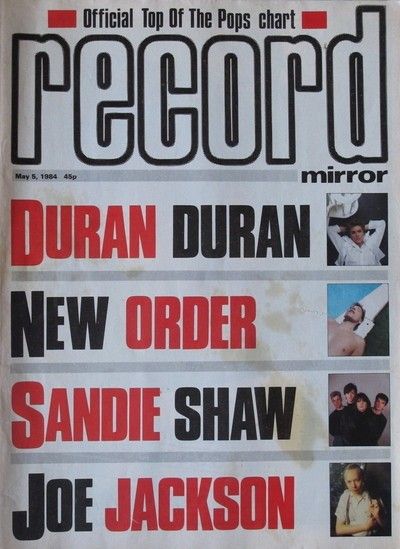 Official Top Of The Pops chart
record
mirror
May 5, 1984 45p
DURAN DURAN
NEW ORDER
SANDIE SHAW
JOE JACKSON